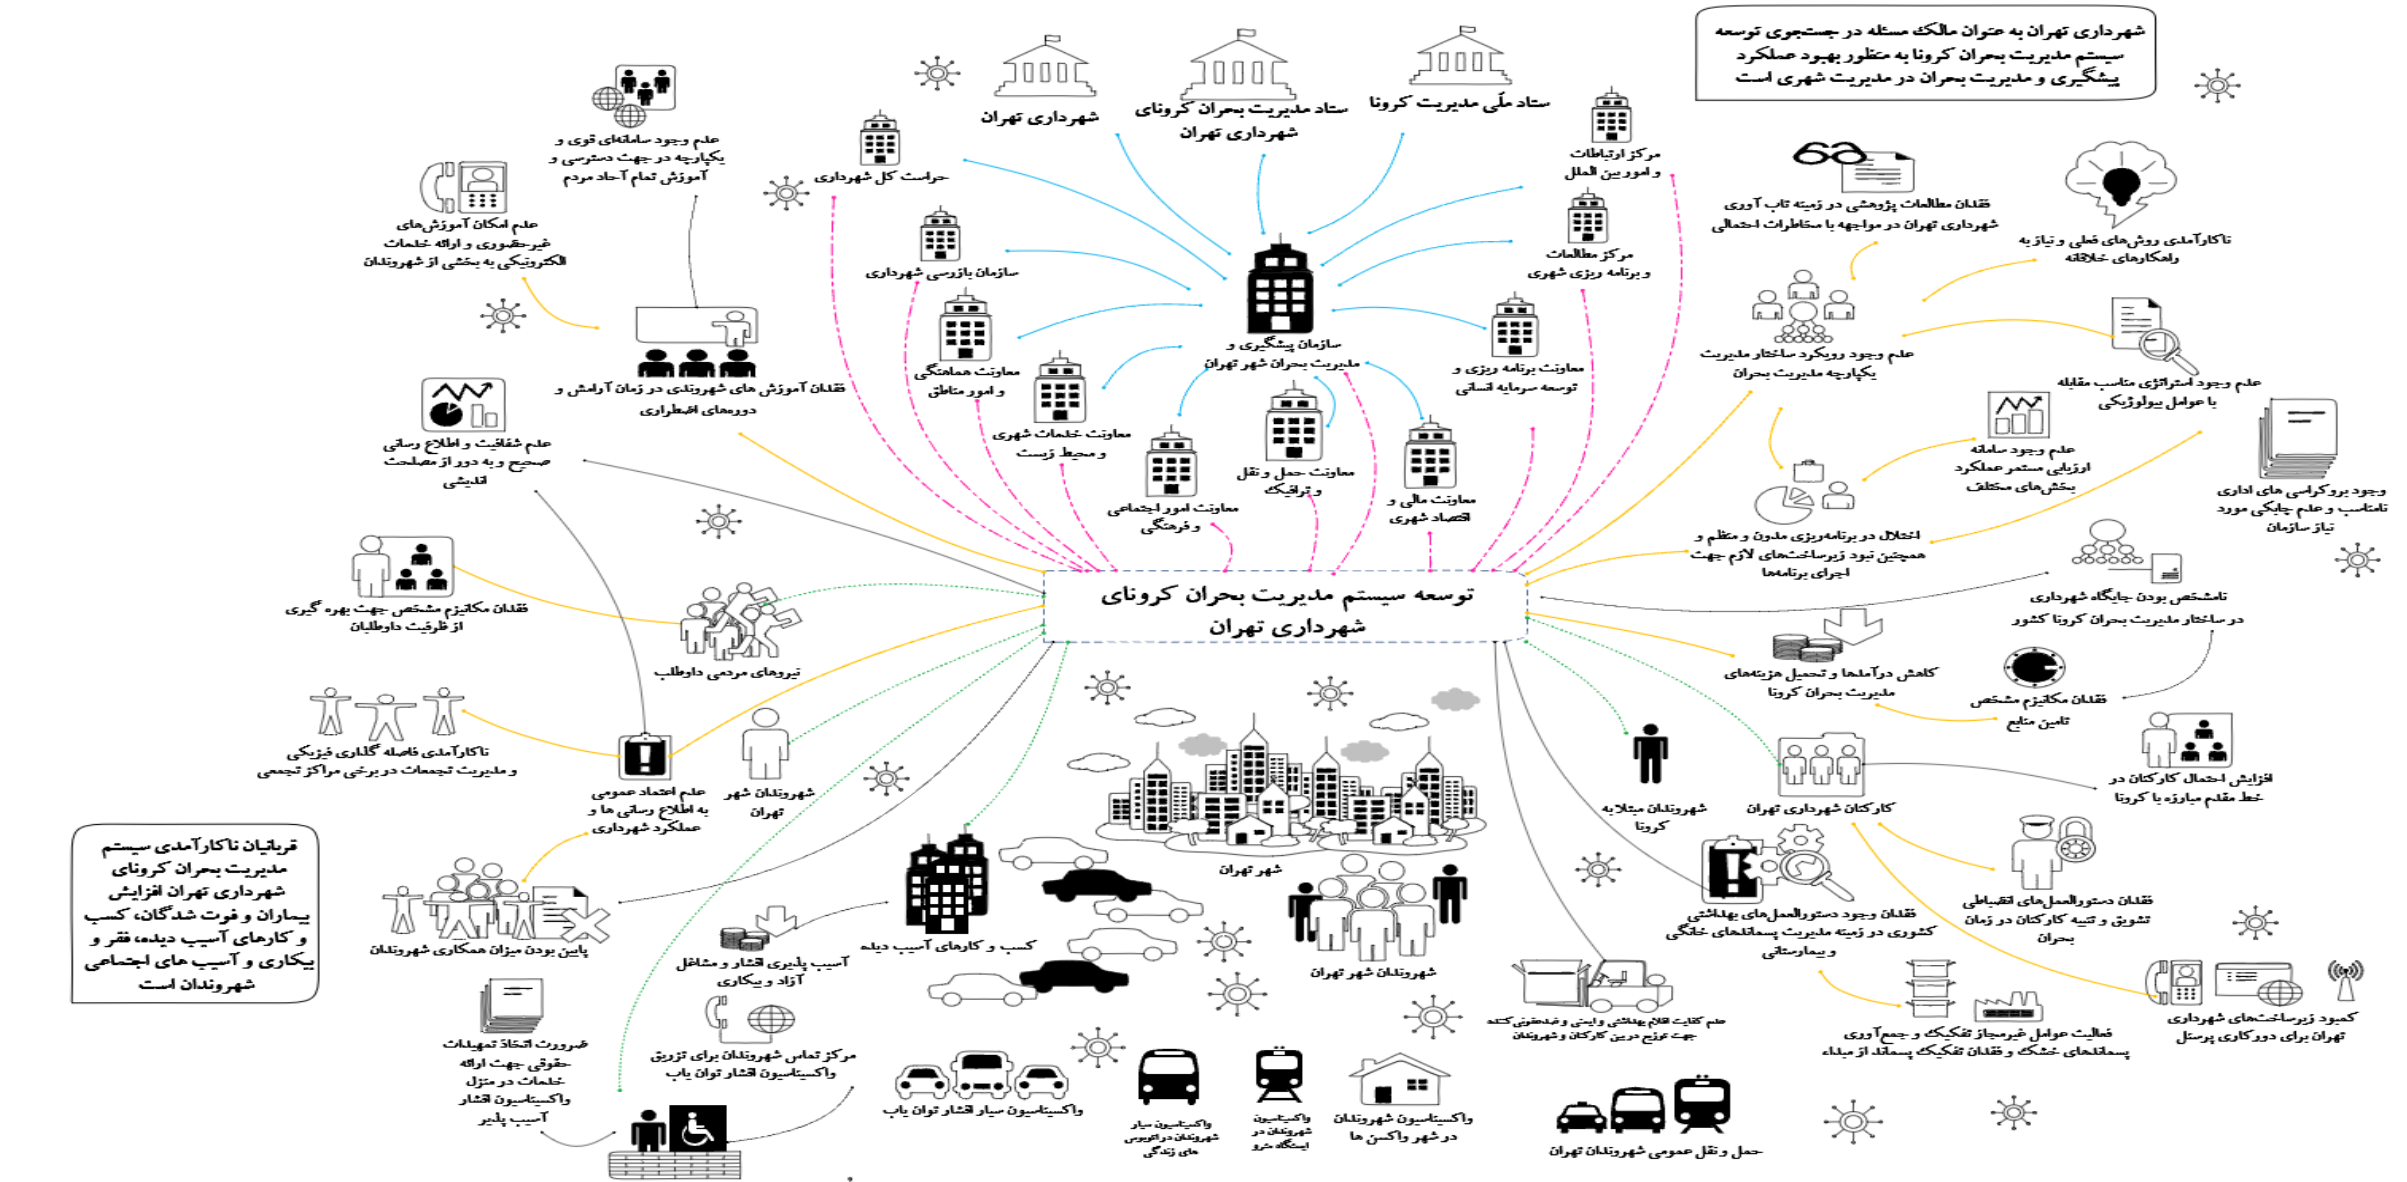 شهرداری تهران به عنوان مالک مسئله در جستجوی توسعه
سیستم مدیریت بحران کرونا به منظور بهبود عملکرد
پیشگیری و مدیریت بحران در مدیریت شهری است
ستاد ملّی مدیریت کرونا
ستاد مدیریت بحران کرونای
شهرداری تهران
شهرداری تهران
مرکز ارتباطات
و امور بین الملل
حراست کل شهرداری
مرکز مطالعات
و برنامه ریزی شهری
سازمان بازرسی شهرداری
سازمان پیشگیری و
مدیریت بحران شهر تهران
معاونت برنامه ریزی و
توسعه سرمایه انسانی
معاونت هماهنگی
و امور مناطق
معاونت خدمات شهری
و محیط زیست
معاونت حمل و نقل
و ترافیک
معاونت مالی و
اقتصاد شهری
معاونت امور اجتماعی
و فرهنگی
عدم وجود سامانه‌ای قوی و
یکپارچه در جهت دسترسی و
آموزش تمام آحاد مردم
عدم امکان آموزش‌های
غیرحضوری و ارائه خدمات
الکترونیکی به بخشی از شهروندان
فقدان آموزش های شهروندی در زمان آرامش و
دوره‌های اضطراری
عدم شفافیت و اطلاع رسانی
صحیح و به دور از مصلحت
اندیشی
فقدان مطالعات پژوهشی در زمینه تاب آوری
شهرداری تهران در مواجهه با مخاطرات احتمالی
ناکارآمدی روش‌های فعلی و نیاز به
راهکارهای خلاقانه
عدم وجود رویکرد ساختار مدیریت
یکپارچه مدیریت بحران
عدم وجود استراتژی مناسب مقابله
با عوامل بیولوژیکی
عدم وجود سامانه
ارزیابی مستمر عملکرد
بخش‌های مختلف
وجود بروکراسی های اداری
نامناسب و عدم چابکی مورد
نیاز سازمان
اختلال در برنامه‌ریزی مدون و منظم و
همچنین نبود زیرساخت‌های لازم جهت
اجرای برنامه‌ها
توسعه سیستم مدیریت بحران کرونای
شهرداری تهران
نامشخص بودن جایگاه شهرداری
در ساختار مدیریت بحران کرونا کشور
فقدان مکانیزم مشخص جهت بهره گیری
از ظرفیت داوطلبان
نیروهای مردمی داوطلب
کاهش درآمدها و تحمیل هزینه‌های
مدیریت بحران کرونا
فقدان مکانیزم مشخص
تامین منابع
ناکارآمدی فاصله گذاری فیزیکی
و مدیریت تجمعات در برخی مراکز تجمعی
عدم اعتماد عمومی
به اطلاع رسانی ها و
عملکرد شهرداری
شهروندان شهر
تهران
شهروندان مبتلا به
کرونا
کارکنان شهرداری تهران
افزایش احتمال کارکنان در
خط مقدم مبارزه با کرونا
شهر تهران
قربانیان ناکارآمدی سیستم
مدیریت بحران کرونای
شهرداری تهران افزایش
بیماران و فوت شدگان، کسب
و کارهای آسیب دیده، فقر و
بیکاری و آسیب های اجتماعی
شهروندان است
پایین بودن میزان همکاری شهروندان
آسیب پذیری اقشار و مشاغل
آزاد و بیکاری
کسب و کارهای آسیب دیده
شهروندان شهر تهران
فقدان وجود دستورالعمل‌های بهداشتی
کشوری در زمینه مدیریت پسماندهای خانگی
و بیمارستانی
فقدان دستورالعمل‌های انضباطی
تشویق و تنبیه کارکنان در زمان
بحران
عدم کفایت اقلام بهداشتی و ایمنی و ضدعفونی‌کننده
جهت توزیع در بین کارکنان و شهروندان
فعالیت عوامل غیرمجاز تفکیک و جمع‌آوری
پسماندهای خشک و فقدان تفکیک پسماند از مبداء
کمبود زیرساخت‌های شهرداری
تهران برای دورکاری پرسنل
ضرورت اتخاذ تمهیدات
حقوقی جهت ارائه
خدمات در منزل
واکسیناسیون اقشار
آسیب پذیر
مرکز تماس شهروندان برای تزریق
واکسیناسیون اقشار توان یاب
واکسیناسیون سیار اقشار توان یاب
واکسیناسیون سیار
شهروندان در اتوبوس
های زندگی
واکسیناسیون
شهروندان در
ایستگاه مترو
واکسیناسیون شهروندان
در شهر واکسن ها
حمل و نقل عمومی شهروندان تهران